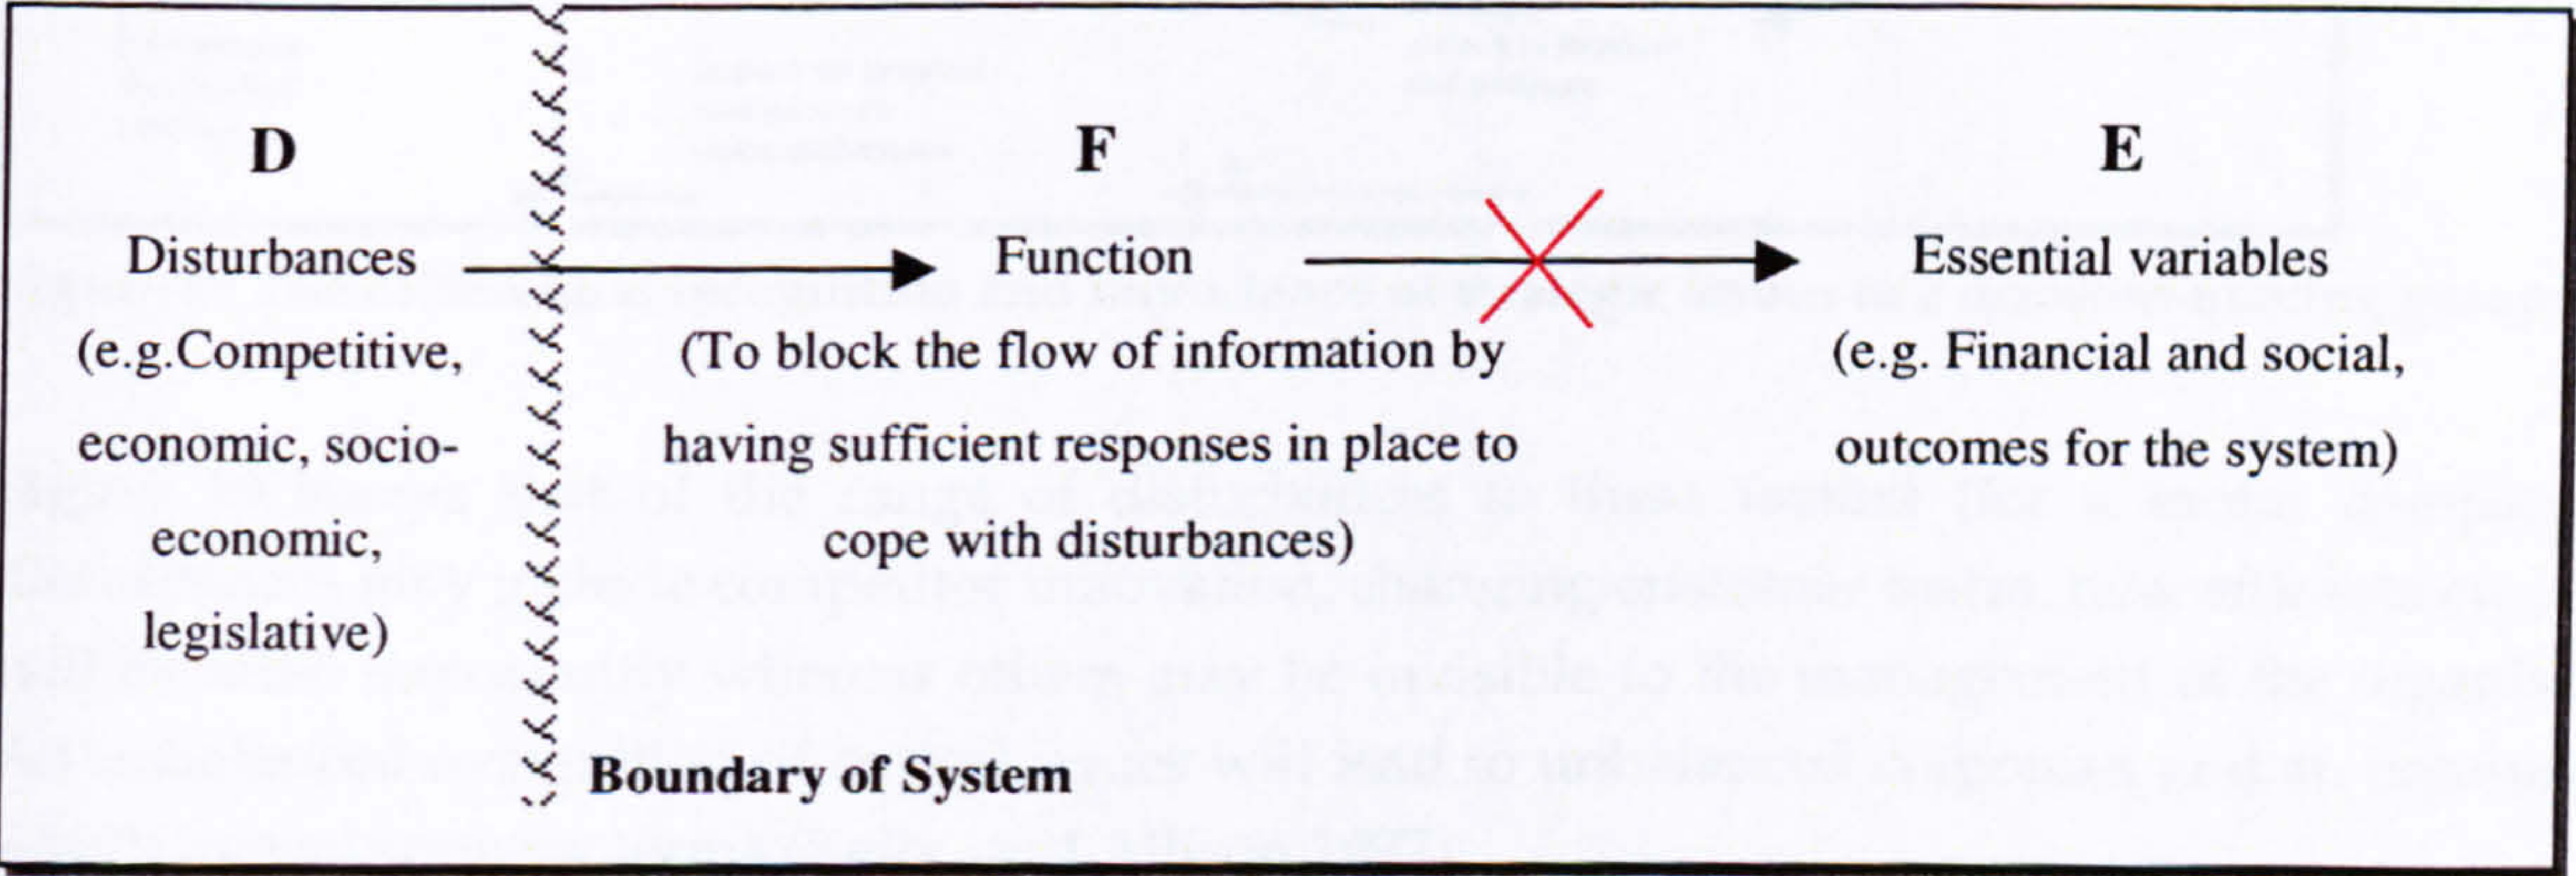 D
Disturbances
(e.g.Competitive,
economic, socio-
economic,
legislative)
F
Function
(To block the flow of information by
having sufficient responses in place to
cope with disturbances)
E
Essential variables
(e.g. Financial and social,
outcomes for the system)
Boundary of System